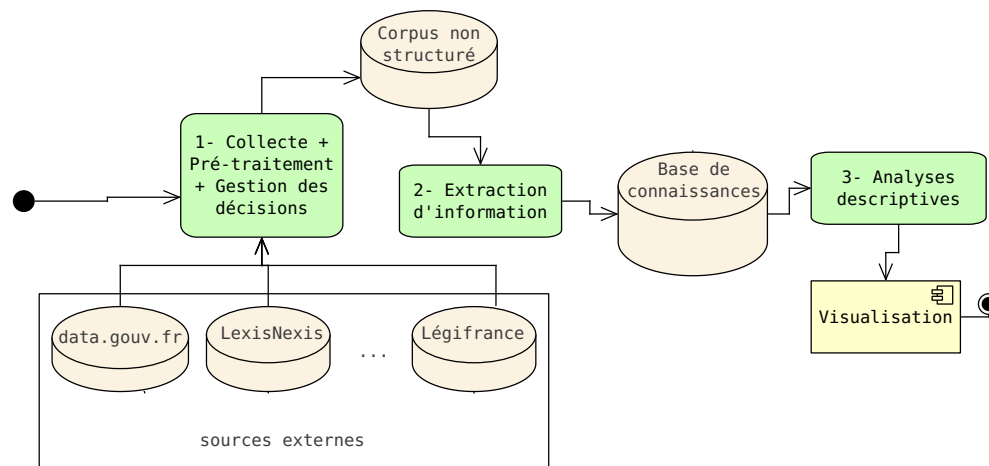 Corpus non
structuré
1- Collecte +
Pré-traitement
+ Gestion des
décisions
2- Extraction
d'information
Base de
connaissances
3- Analyses
descriptives
Visualisation
data.gouv.fr
LexisNexis
...
Légifrance
sources externes